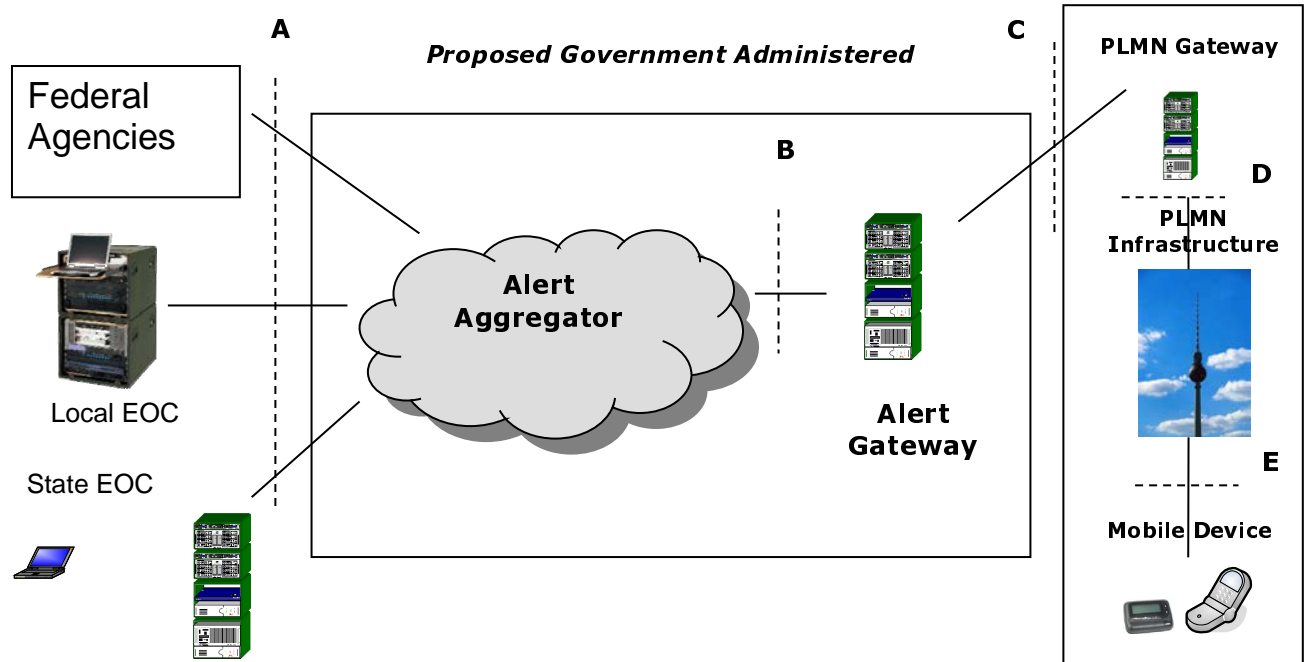 A
Proposed Government Administered
C
PLMN Gateway
Federal
Agencies
B
D
PLMN
Infrastructure
Alert
Aggregator
Local EOC
Alert
Gateway
E
State EOC
Mobile Device